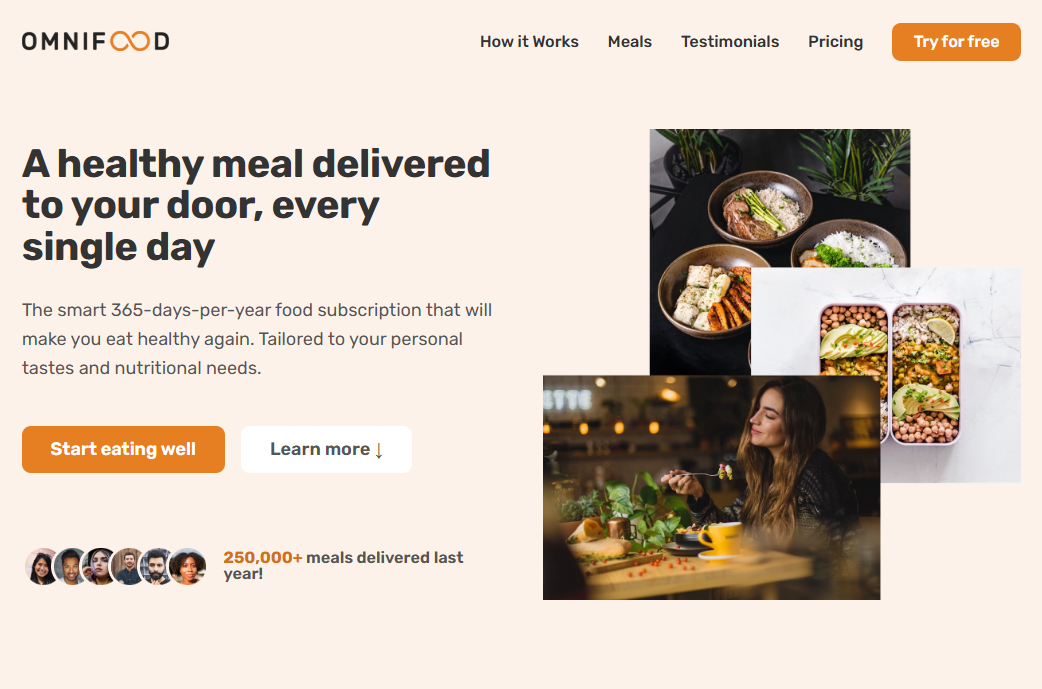 OMNIFOOD
How it Works
Meals
Testimonials
Pricing
Try for free
A healthy meal delivered
to your door, every
single day
The smart 365-days-per-year food subscription that will
make you eat healthy again. Tailored to your personal
tastes and nutritional needs.
Start eating well
Learn more ↓
250,000+ meals delivered last
year!